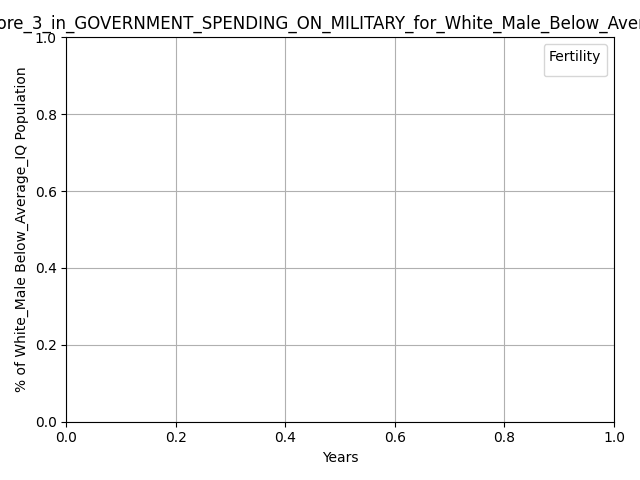 ore_3_in_GOVERNMENT_SPENDING_ON_MILITARY_for_White_Male_Below_Aver
Fertility
% of White_Male Below_Average_IQ Population
1.0
0.8
0.6
0.4
0.2
0.0
0.0 0.2 0.4 0.6 0.8 1.0
Years